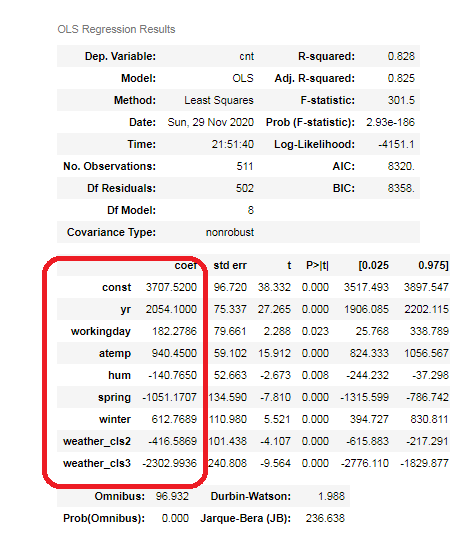 OLS Regression Results
Dep. Variable: cnt R-squared: 0.828
Model: OLS Adj. R-squared: 0.825
Method: Least Squares F-statistic: 301.5
Date: Sun, 29 Nov 2020 Prob (F-statistic): 2.93e-186
Time: 21:51:40 Log-Likelihood: -4151.1
No. Observations: 511 AIC: 8320.
Df Residuals: 502 BIC: 8358.
Df Model: 8
Covariance Type: nonrobust
coef std err t P>|t| [0.025 0.975]
const 3707.5200 96.720 38.332 0.000 3517.493 3897.547
yr 2054.1000 75.337 27.265 0.000 1906.085 2202.115
workingday 182.2786 79.661 2.288 0.023 25.768 338.789
atemp 940.4500 59.102 15.912 0.000 824.333 1056.567
hum -140.7650 52.663 -2.673 0.008 -244.232 -37.298
spring -1051.1707 134.590 -7.810 0.000 -1315.599 -786.742
winter 612.7689 110.980 5.521 0.000 394.727 830.811
weather_cls2 -416.5869 101.438 -4.107 0.000 -615.883 -217.291
weather_cls3 -2302.9936 240.808 -9.564 0.000 -2776.110 -1829.877
Omnibus: 96.932 Durbin-Watson: 1.988
Prob(Omnibus): 0.000 Jarque-Bera (JB): 236.638